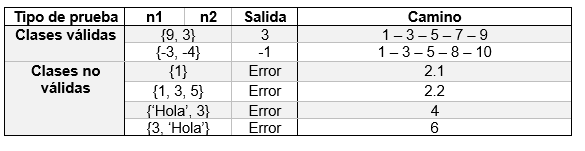 Tipo de prueba n1 n2 Salida Camino
Clases válidas {9, 3} 3 1 – 3 – 5 – 7 – 9
{-3, -4} -1 1 – 3 – 5 – 8 – 10
Clases no válidas {1} Error 2.1
{1, 3, 5} Error 2.2
{‘Hola’, 3} Error 4
{3, ‘Hola’} Error 6